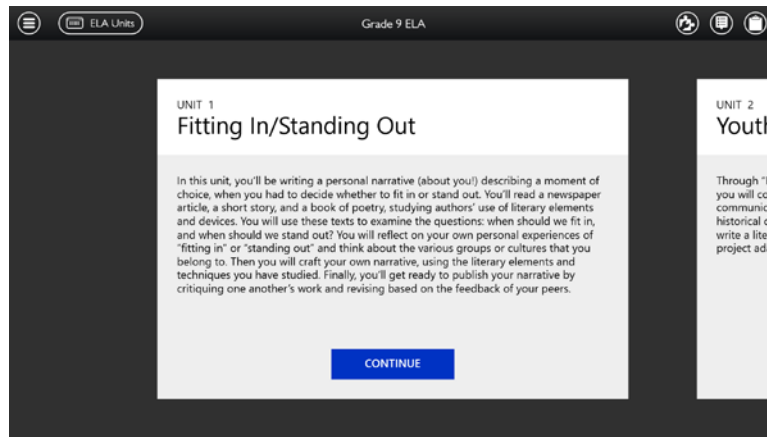 ELA Units
Grade 9 ELA
UNIT 1
Fitting In/Standing Out
In this unit, you'll be writing a personal narrative (about you!) describing a moment of
choice, when you had to decide whether to fit in or stand out. You'll read a newspaper
article, a short story, and a book of poetry, studying authors' use of literary elements
and devices. You will use these texts to examine the questions: when should we fit in,
and when should we stand out? You will reflect on your own personal experiences of
"fitting in" or "standing out" and think about the various groups or cultures that you
belong to. Then you will craft your own narrative, using the literary elements and
techniques you have studied. Finally, you'll get ready to publish your narrative by
critiquing one another's work and revising based on the feedback of your peers.
CONTINUE
UNIT 2
Through
you will
write a
project